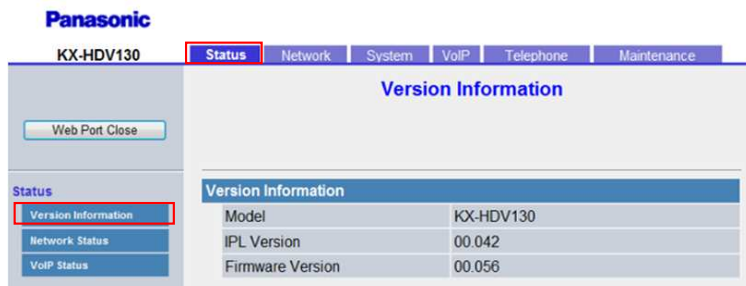 Panasonic
KX-HDV130
Status Network System VoIP Telephone Maintenance
Version Information
Web Port Close
Status
Version Information
Network Status
VoIP Status
Version Information
Model KX-HDV130
IPL Version 00.042
Firmware Version 00.056